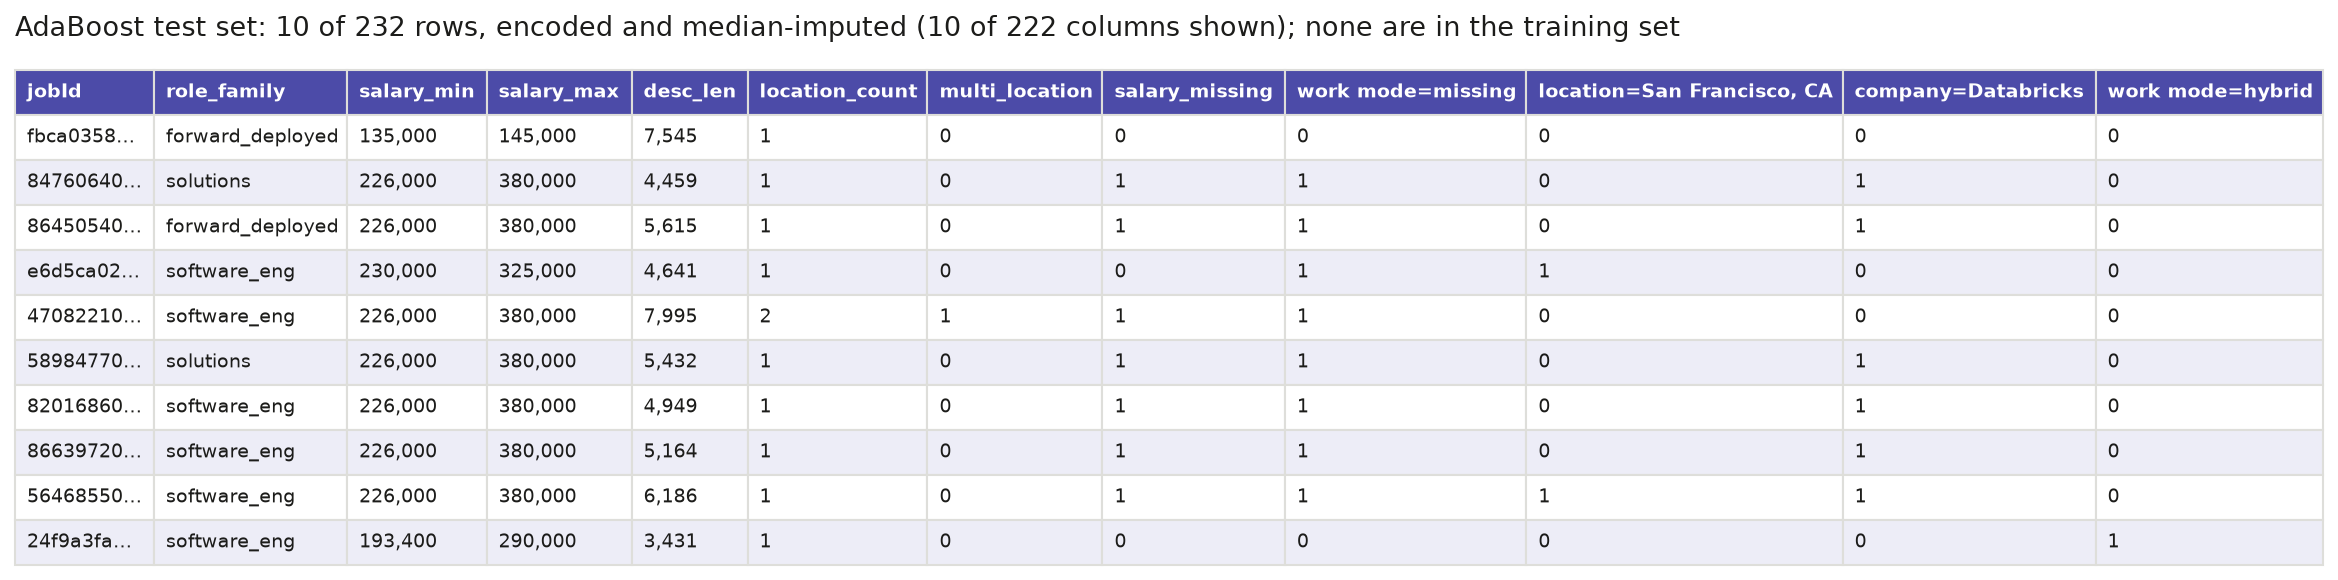 AdaBoost test set: 10 of 232 rows, encoded and median-imputed (10 of 222 columns shown); none are in the training set
jobId role_family salary_min salary_max desc_len location_count multi_location salary_missing work mode=missing location=San Francisco, CA company=Databricks work mode=hybrid
fbca0358... forward_deployed 135,000 145,000 7,545 1 0 0 0 0 0 0
84760640... solutions 226,000 380,000 4,459 1 0 1 1 0 1 0
86450540... forward_deployed 226,000 380,000 5,615 1 0 1 1 0 1 0
e6d5ca02... software_eng 230,000 325,000 4,641 1 0 0 1 1 0 0
47082210... software_eng 226,000 380,000 7,995 2 1 1 1 0 0 0
58984770... solutions 226,000 380,000 5,432 1 0 1 1 0 1 0
82016860... software_eng 226,000 380,000 4,949 1 0 1 1 0 1 0
86639720... software_eng 226,000 380,000 5,164 1 0 1 1 0 1 0
56468550... software_eng 226,000 380,000 6,186 1 0 1 1 1 1 0
24f9a3fa... software_eng 193,400 290,000 3,431 1 0 0 0 0 0 1